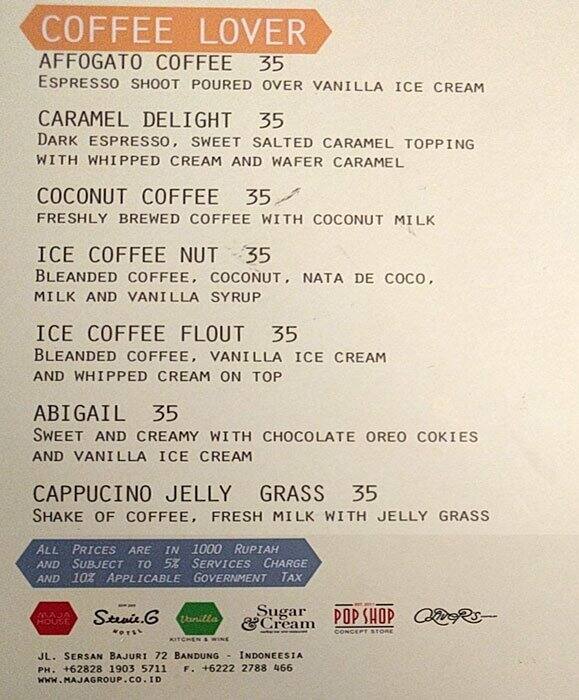 COFFEE LOVER
AFFOGATO COFFEE 35
ESPRESSO SHOOT POURED OVER VANILLA ICE CREAM
CARAMEL DELIGHT 35
DARK ESPRESSO, SWEET SALTED CARAMEL TOPPING
WITH WHIPPED CREAM AND WAFER CARAMEL
COCONUT COFFEE 35
FRESHLY BREWED COFFEE WITH COCONUT MILK
ICE COFFEE NUT 35
BLEANDED COFFEE, COCONUT, NATA DE COCO,
MILK AND VANILLA SYRUP
ICE COFFEE FLOUT 35
BLEANDED COFFEE, VANILLA ICE CREAM
AND WHIPPED CREAM ON TOP
ABIGAIL 35
SWEET AND CREAMY WITH CHOCOLATE OREO COKIES
AND VANILLA ICE CREAM
CAPPUCINO JELLY GRASS 35
SHAKE OF COFFEE, FRESH MILK WITH JELLY GRASS
ALL PRICES ARE IN 1000 RUPIAH
AND SUBJECT TO 5% SERVICES CHARGE
AND 10% APPLICABLE GOVERNMENT TAX
MAJA HOUSE
Stevie.G HOTEL
Vanilla KITCHEN & WINE
Sugar & Cream
POP SHOP CONCEPT STORE
JL. SERSAN BAJURI 72 BANDUNG - INDONEESIA
PH. +62828 1903 5711 F. +6222 2788 466
WWW.MAJAGROUP.CO.ID